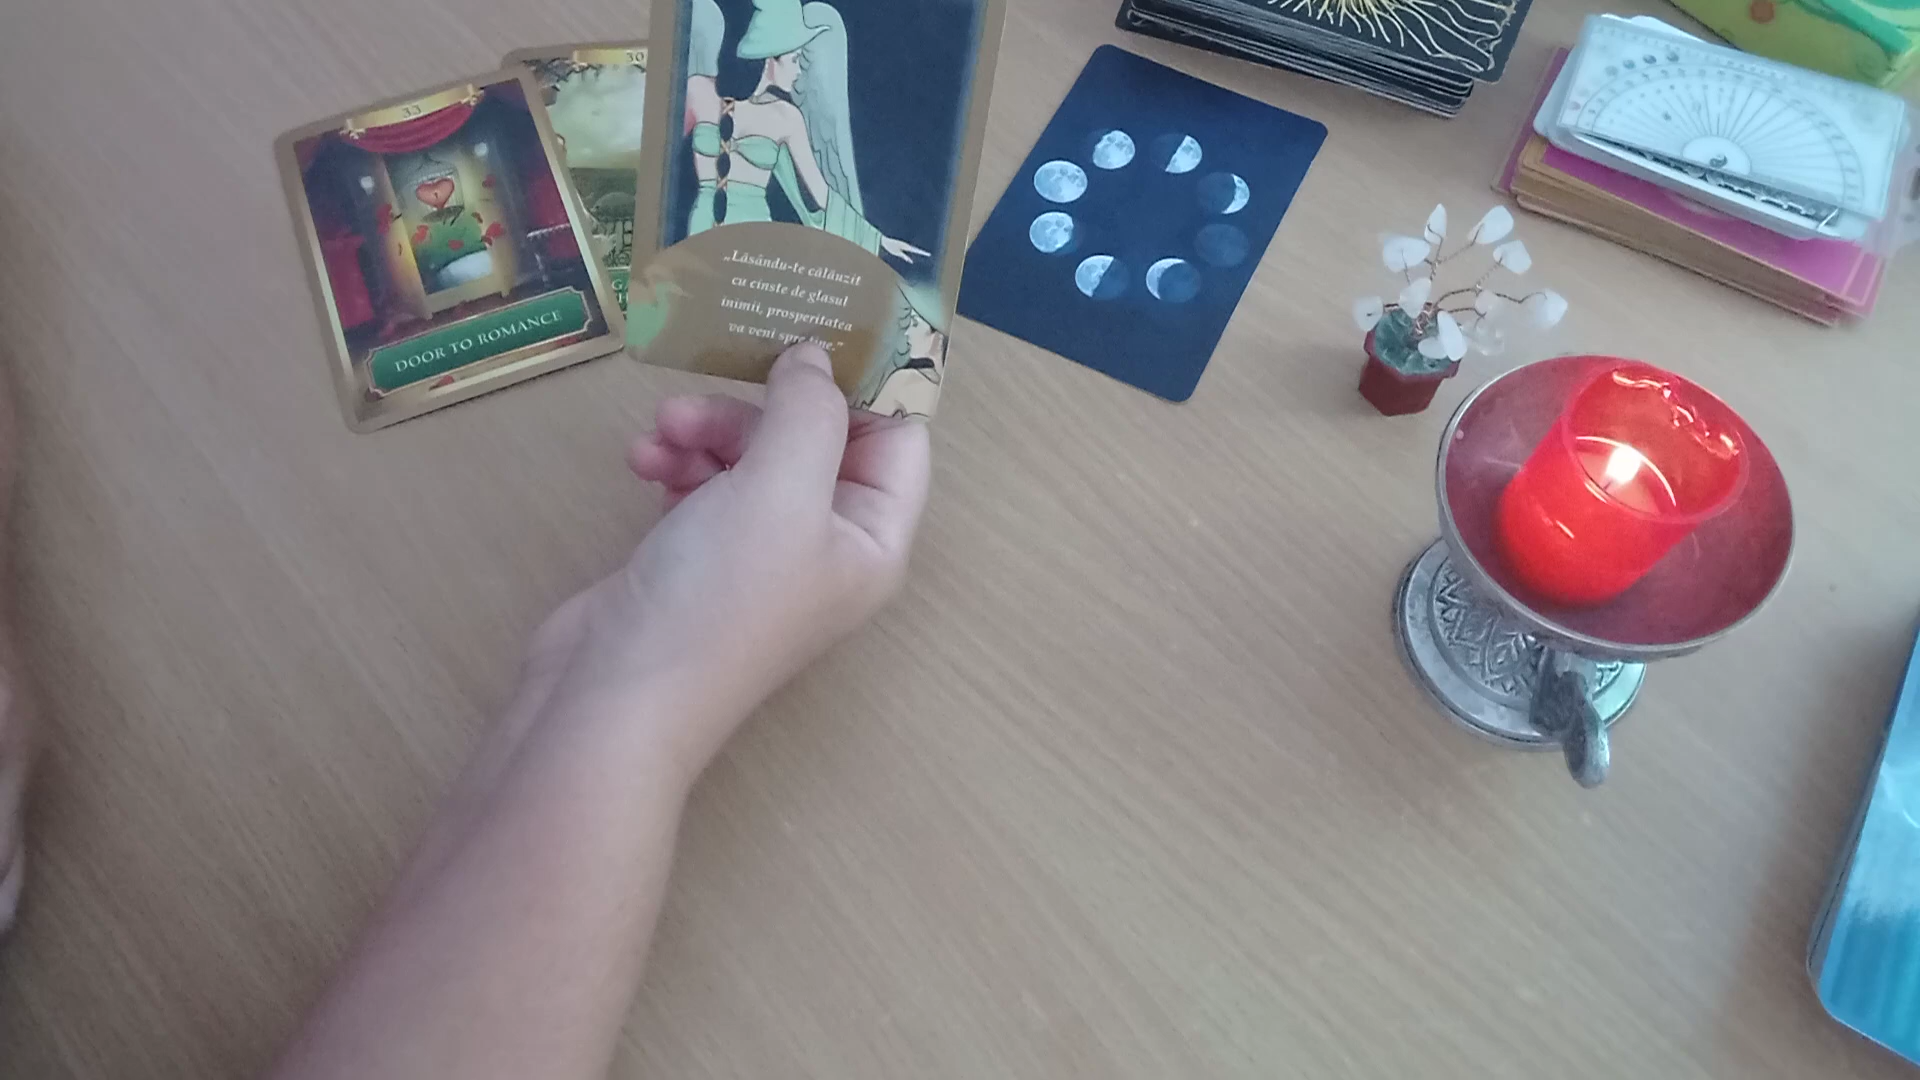 33
DOOR TO ROMANCE
30
„Lăsându-te călăuzit
cu cinste de glasul
inimii, prosperitatea
va veni spre tine.”